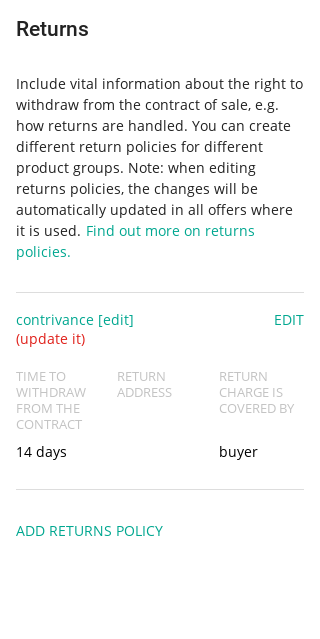 Returns
Include vital information about the right to
withdraw from the contract of sale, e.g.
how returns are handled. You can create
different return policies for different
product groups. Note: when editing
returns policies, the changes will be
automatically updated in all offers where
it is used. Find out more on returns
policies.
contrivance [edit] EDIT
(update it)
TIME TO
WITHDRAW
FROM THE
CONTRACT
RETURN
ADDRESS
RETURN
CHARGE IS
COVERED BY
14 days
buyer
ADD RETURNS POLICY